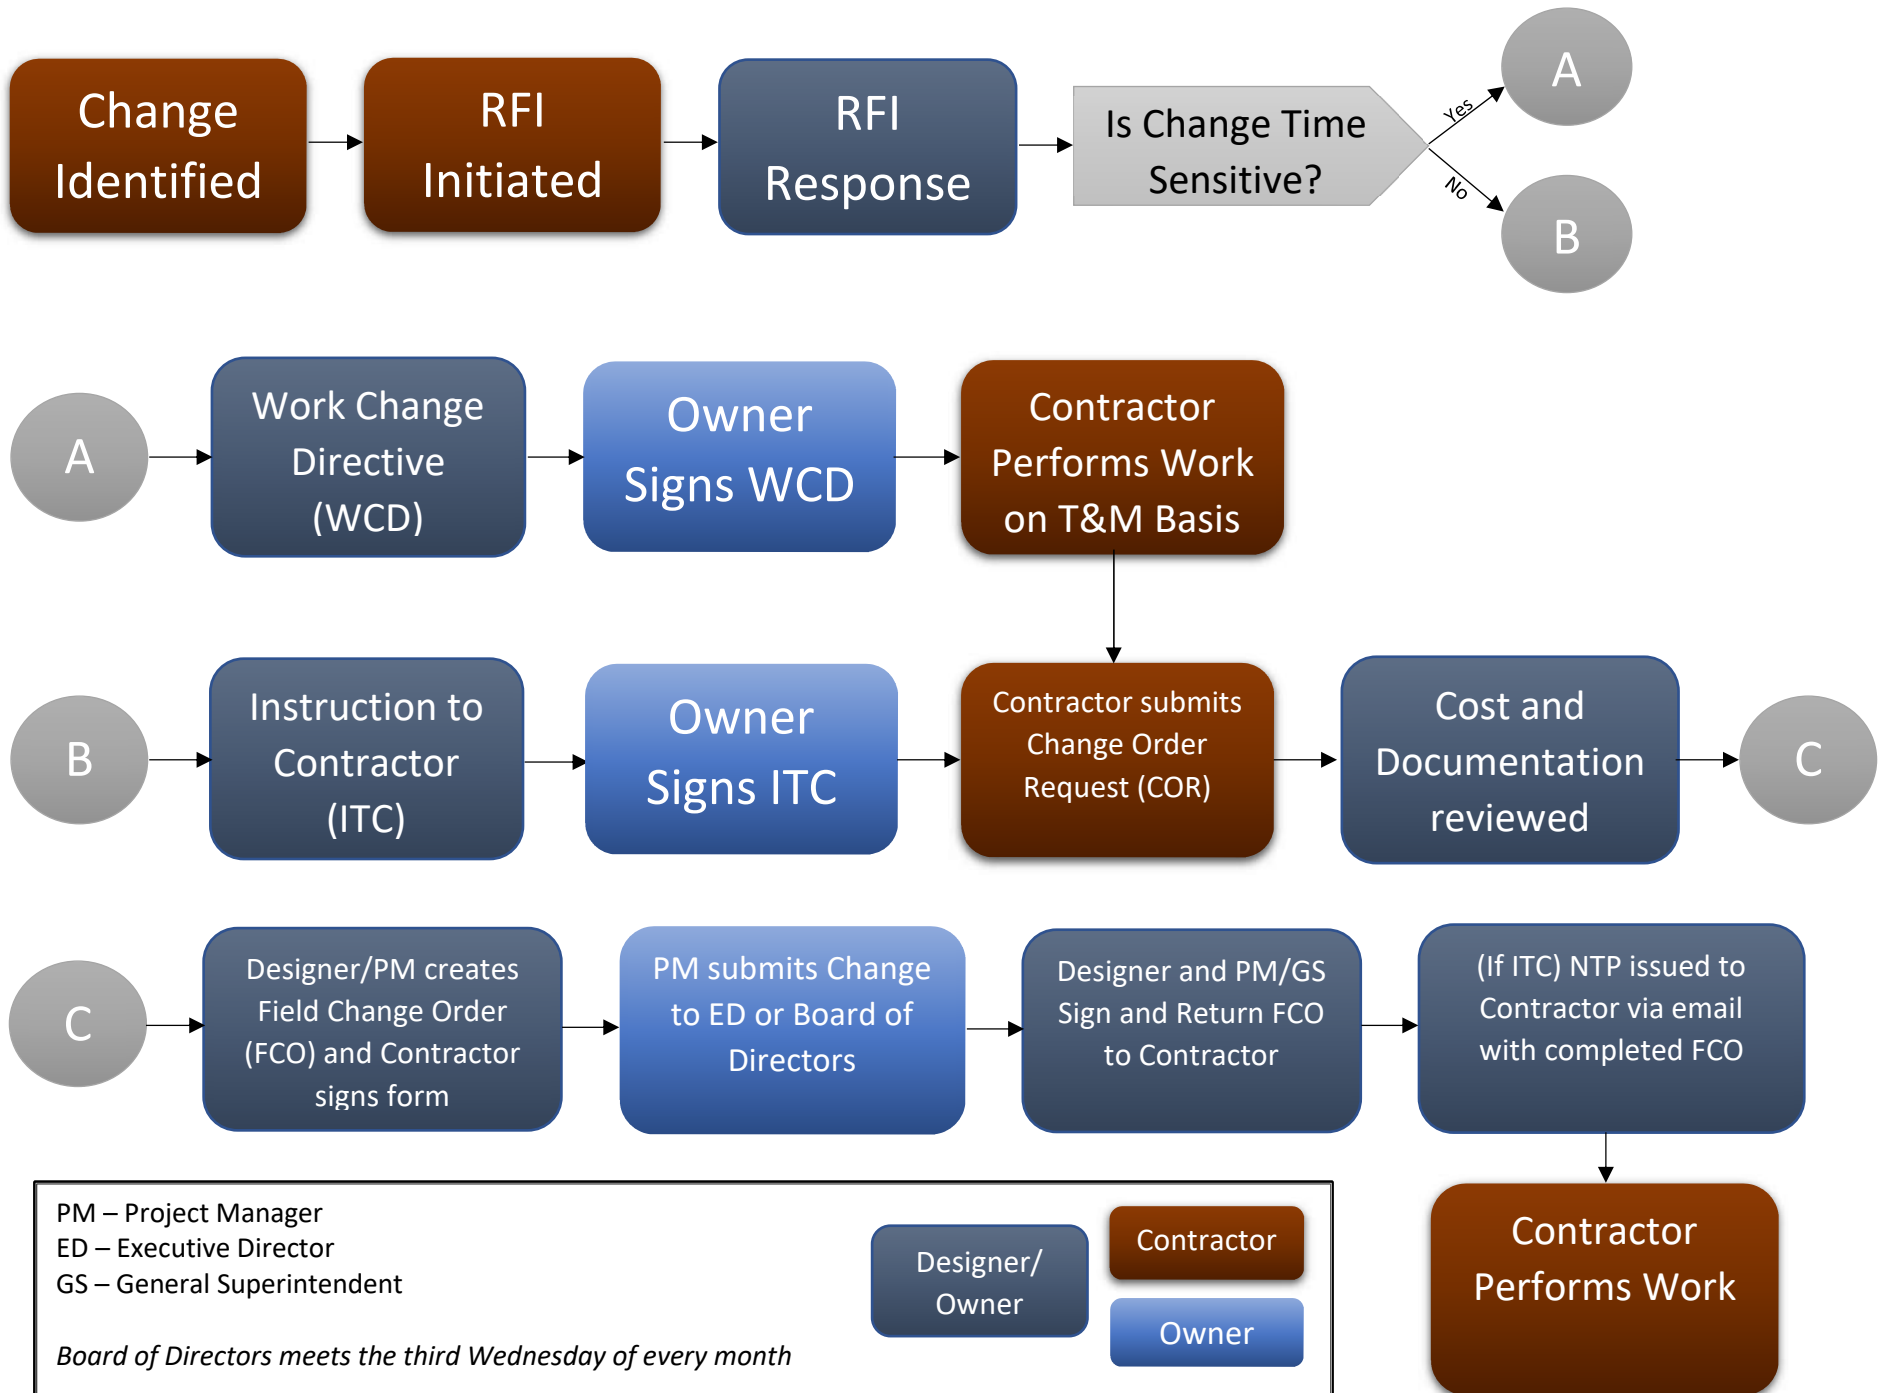 Change
Identified
RFI
Initiated
RFI
Response
Is Change Time
Sensitive?
Yes
No
A
B
A
Work Change
Directive
(WCD)
Owner
Signs WCD
Contractor
Performs Work
on T&M Basis
B
Instruction to
Contractor
(ITC)
Owner
Signs ITC
Contractor submits
Change Order
Request (COR)
Cost and
Documentation
reviewed
C
C
Designer/PM creates
Field Change Order
(FCO) and Contractor
signs form
PM submits Change
to ED or Board of
Directors
Designer and PM/GS
Sign and Return FCO
to Contractor
(If ITC) NTP issued to
Contractor via email
with completed FCO
Contractor
Performs Work
PM – Project Manager
ED – Executive Director
GS – General Superintendent
Board of Directors meets the third Wednesday of every month
Designer/
Owner
Contractor
Owner